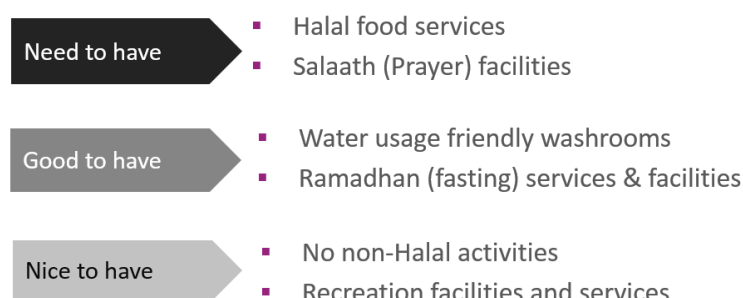 Need to have
Halal food services
Salaath (Prayer) facilities
Good to have
Water usage friendly washrooms
Ramadhan (fasting) services & facilities
Nice to have
No non-Halal activities
Recreation facilities and services